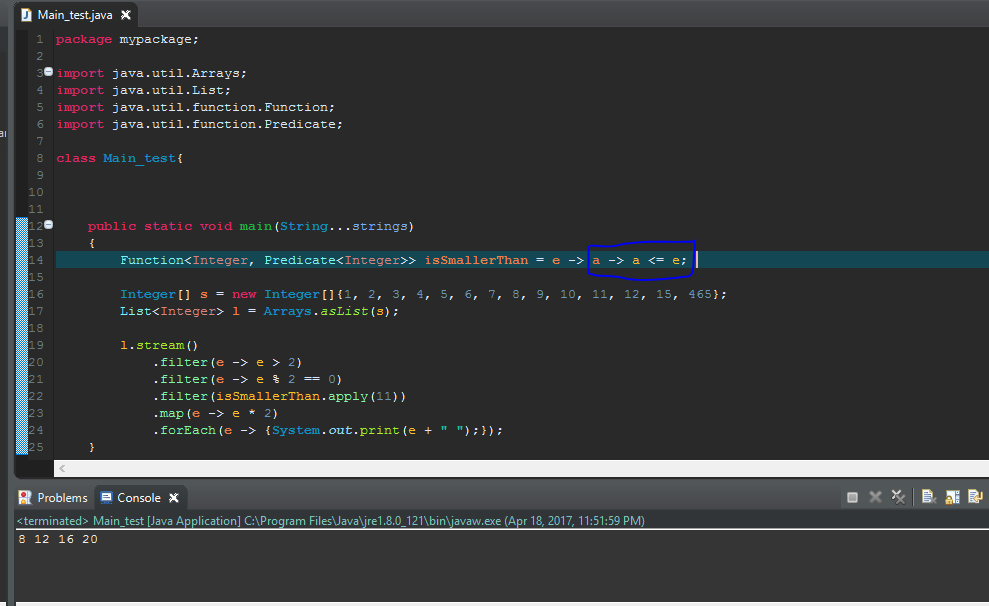 Main_test.java
1 package mypackage;
2
3 import java.util.Arrays;
4 import java.util.List;
5 import java.util.function.Function;
6 import java.util.function.Predicate;
7
8 class Main_test{
9
10
11
12 public static void main(String...strings)
13 {
14 Function<Integer, Predicate<Integer>> isSmallerThan = e -> a -> a <= e;
15
16 Integer[] s = new Integer[]{1, 2, 3, 4, 5, 6, 7, 8, 9, 10, 11, 12, 15, 465};
17 List<Integer> l = Arrays.asList(s);
18
19 l.stream()
20 .filter(e -> e > 2)
21 .filter(e -> e % 2 == 0)
22 .filter(isSmallerThan.apply(11))
23 .map(e -> e * 2)
24 .forEach(e -> {System.out.print(e + " ");});
25 }
Problems Console
<terminated> Main_test [Java Application] C:\Program Files\Java\jre1.8.0_121\bin\javaw.exe (Apr 18, 2017, 11:51:59 PM)
8 12 16 20